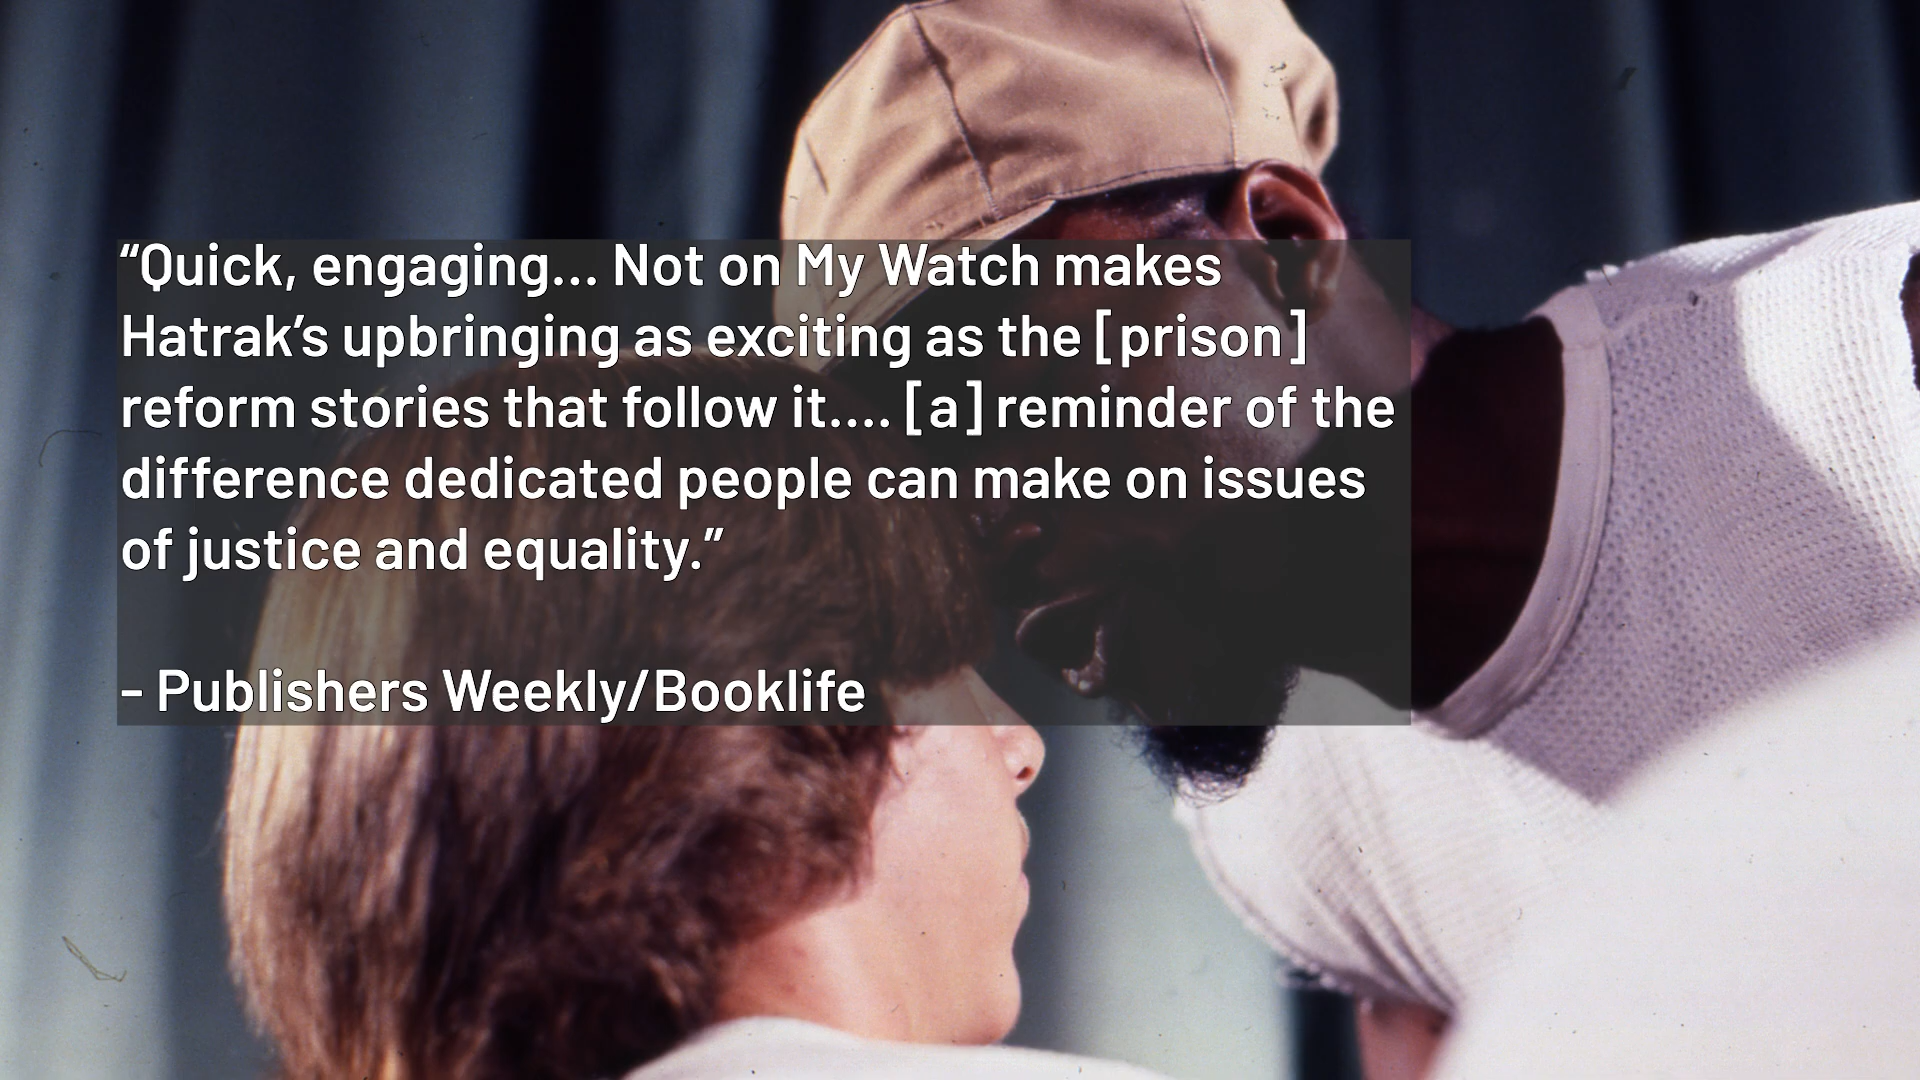 “Quick, engaging... Not on My Watch makes
Hatrak’s upbringing as exciting as the [prison]
reform stories that follow it.... [a] reminder of the
difference dedicated people can make on issues
of justice and equality.”
- Publishers Weekly/Booklife